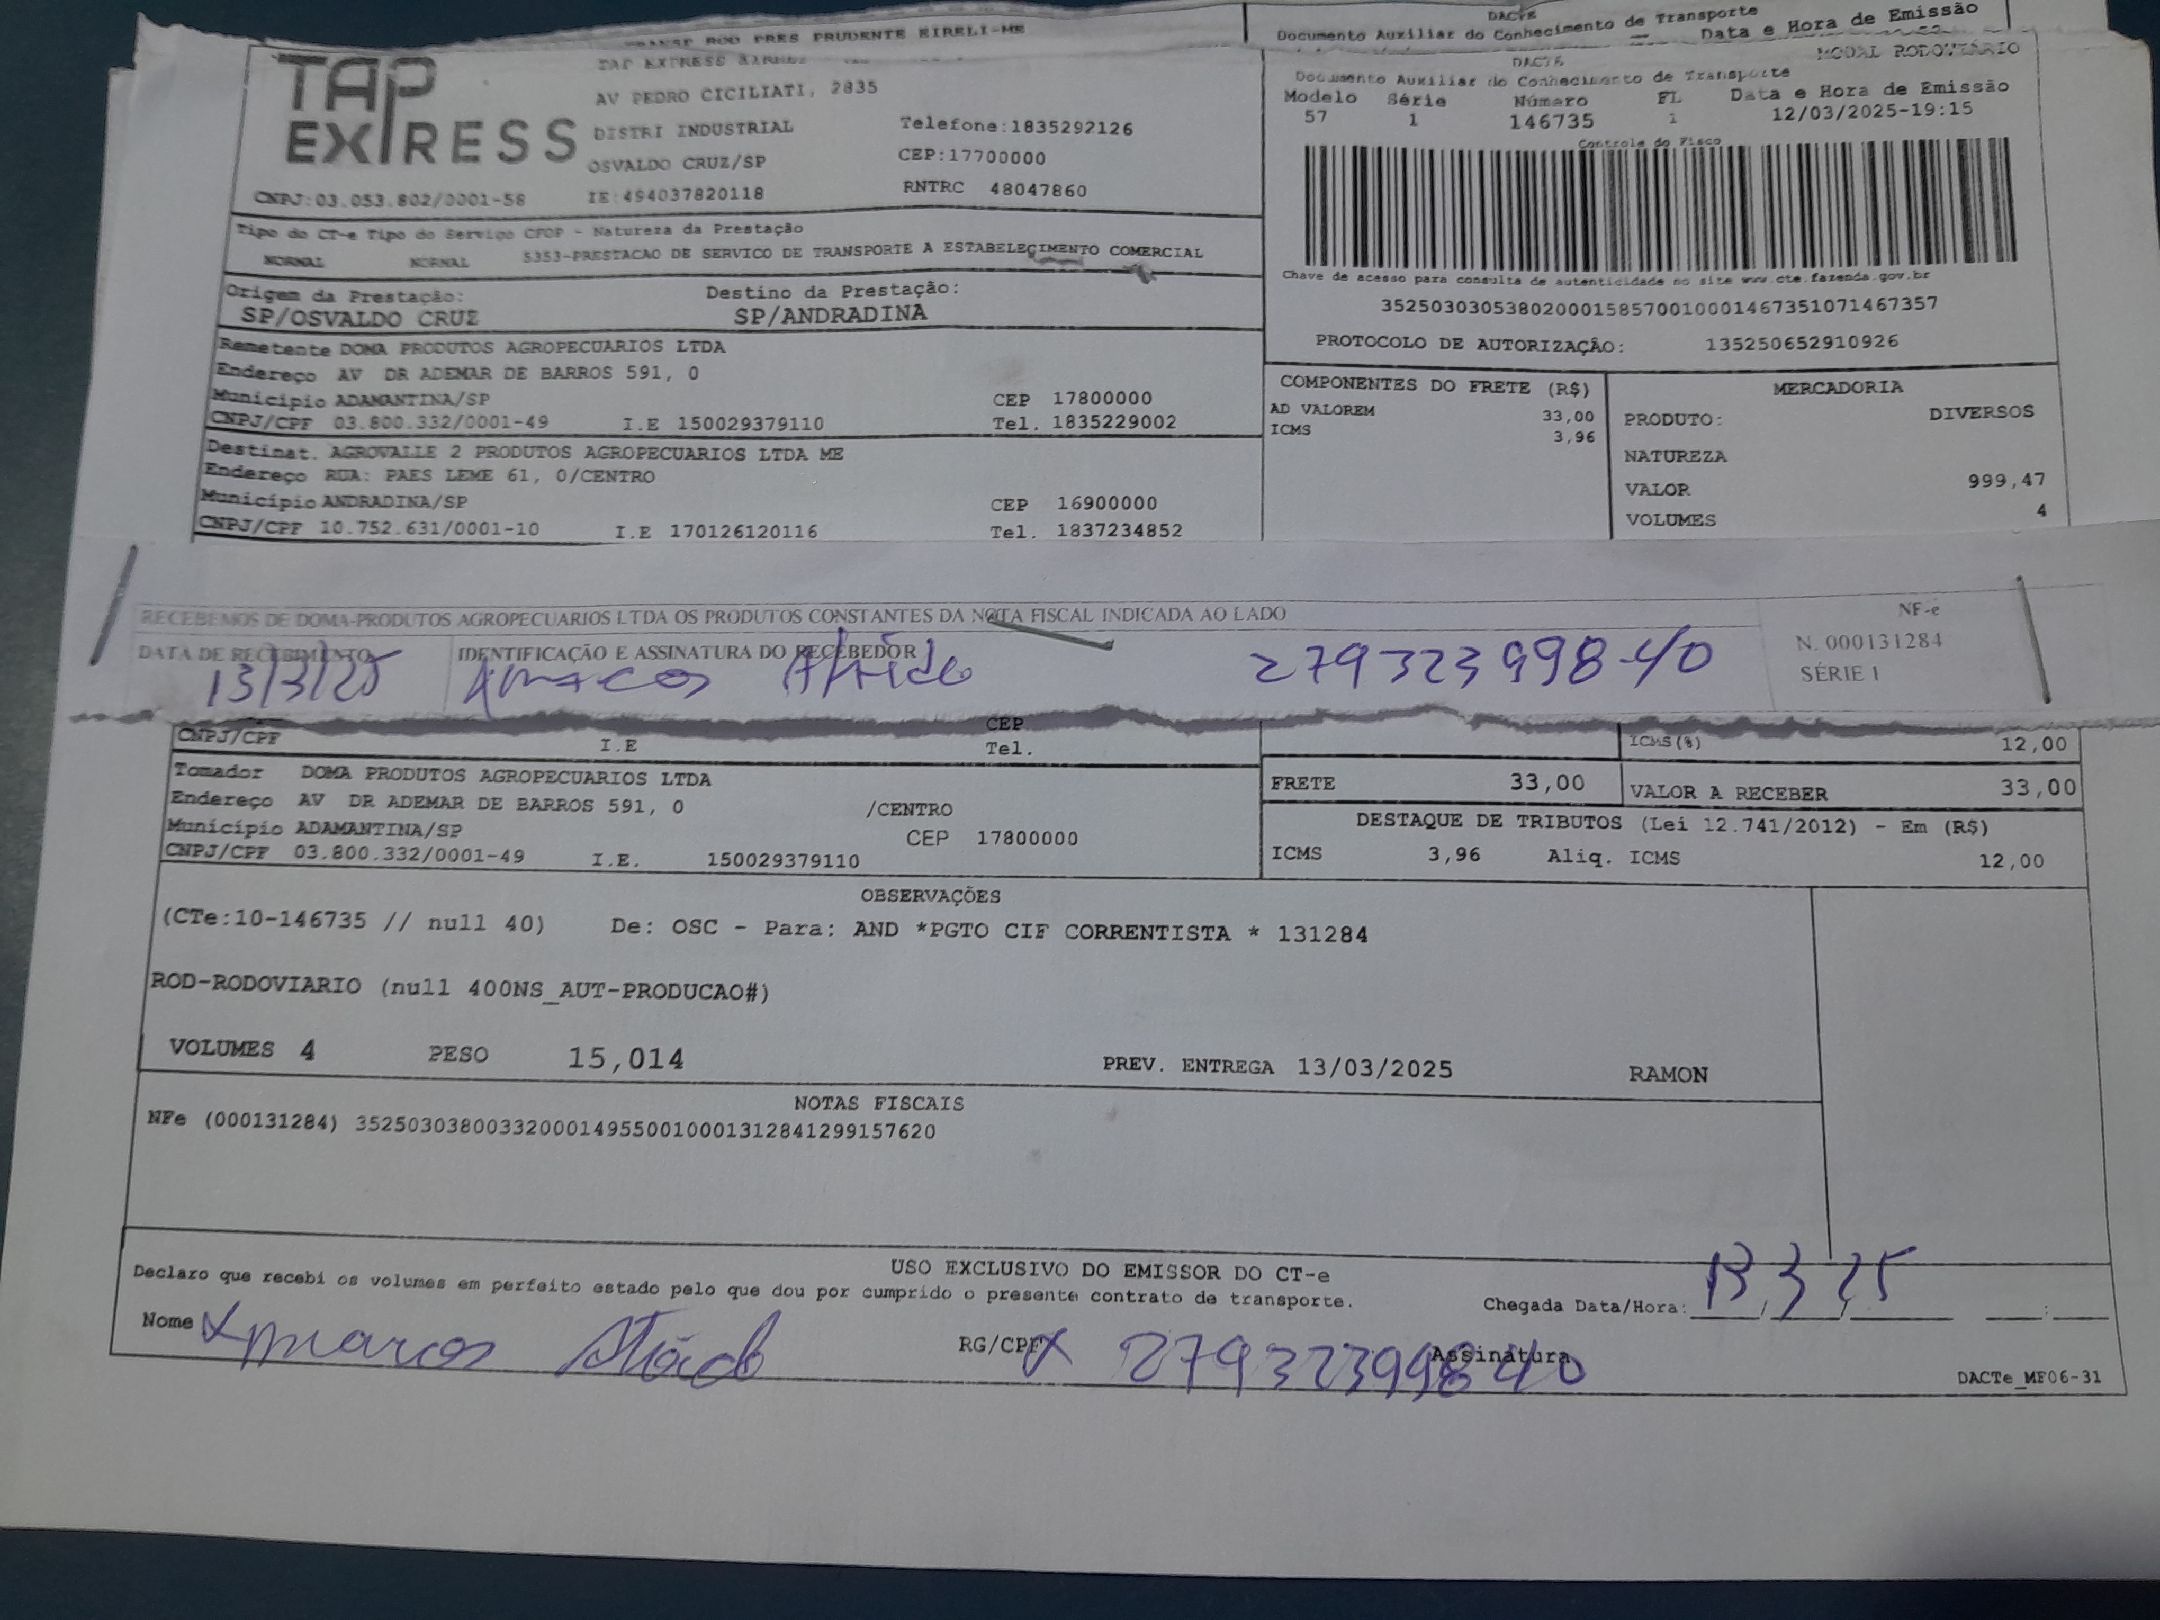 TRANSP ROD PRES PRUDENTE EIRELI-ME
DACTE
Documento Auxiliar do Conhecimento de Transporte
Data e Hora de Emissão
TAP EXPRESS
TAP EXPRESS
AV PEDRO CICILIATI, 2835
DISTRI INDUSTRIAL
Telefone:1835292126
OSVALDO CRUZ/SP
CEP:17700000
CNPJ:03.053.802/0001-58
IE:494037820118
RNTRC 48047860
DACTE
MODAL RODOVIÁRIO
Documento Auxiliar do Conhecimento de Transporte
Modelo Série Número FL Data e Hora de Emissão
57 1 146735 1 12/03/2025-19:15
Controle do Fisco
Chave de acesso para consulta de autenticidade no site www.cte.fazenda.gov.br
35250303053802000158570010001467351071467357
PROTOCOLO DE AUTORIZAÇÃO: 135250652910926
Tipo do CT-e Tipo do Serviço CFOP - Natureza da Prestação
NORMAL NORMAL 5353-PRESTACAO DE SERVICO DE TRANSPORTE A ESTABELECIMENTO COMERCIAL
Origem da Prestação: Destino da Prestação:
SP/OSVALDO CRUZ SP/ANDRADINA
Remetente DOMA PRODUTOS AGROPECUARIOS LTDA
Endereço AV DR ADEMAR DE BARROS 591, 0
Município ADAMANTINA/SP CEP 17800000
CNPJ/CPF 03.800.332/0001-49 I.E 150029379110 Tel. 1835229002
Destinat. AGROVALLE 2 PRODUTOS AGROPECUARIOS LTDA ME
Endereço RUA: PAES LEME 61, 0/CENTRO
Município ANDRADINA/SP CEP 16900000
CNPJ/CPF 10.752.631/0001-10 I.E 170126120116 Tel. 1837234852
COMPONENTES DO FRETE (R$)
AD VALOREM 33,00
ICMS 3,96
MERCADORIA
PRODUTO: DIVERSOS
NATUREZA
VALOR 999,47
VOLUMES 4
RECEBEMOS DE DOMA-PRODUTOS AGROPECUARIOS LTDA OS PRODUTOS CONSTANTES DA NOTA FISCAL INDICADA AO LADO
DATA DE RECEBIMENTO IDENTIFICAÇÃO E ASSINATURA DO RECEBEDOR
13/3/25 27932399840
NF-e
N. 000131284
SÉRIE 1
CEP
CNPJ/CPF I.E Tel.
ICMS(%) 12,00
Tomador DOMA PRODUTOS AGROPECUARIOS LTDA
Endereço AV DR ADEMAR DE BARROS 591, 0 /CENTRO
Município ADAMANTINA/SP CEP 17800000
CNPJ/CPF 03.800.332/0001-49 I.E. 150029379110
FRETE 33,00 VALOR A RECEBER 33,00
DESTAQUE DE TRIBUTOS (Lei 12.741/2012) - Em (R$)
ICMS 3,96 Aliq. ICMS 12,00
OBSERVAÇÕES
(CTe:10-146735 // null 40) De: OSC - Para: AND *PGTO CIF CORRENTISTA * 131284
ROD-RODOVIARIO (null 400NS_AUT-PRODUCAO#)
VOLUMES 4 PESO 15,014 PREV. ENTREGA 13/03/2025 RAMON
NOTAS FISCAIS
NFe (000131284) 35250303800332000149550010001312841299157620
USO EXCLUSIVO DO EMISSOR DO CT-e
Declaro que recebi os volumes em perfeito estado pelo que dou por cumprido o presente contrato de transporte.
Chegada Data/Hora: 13/3/25 __:__
Nome x marcos RG/CPF x 27932399840 Assinatura
DACTe_MF06-31